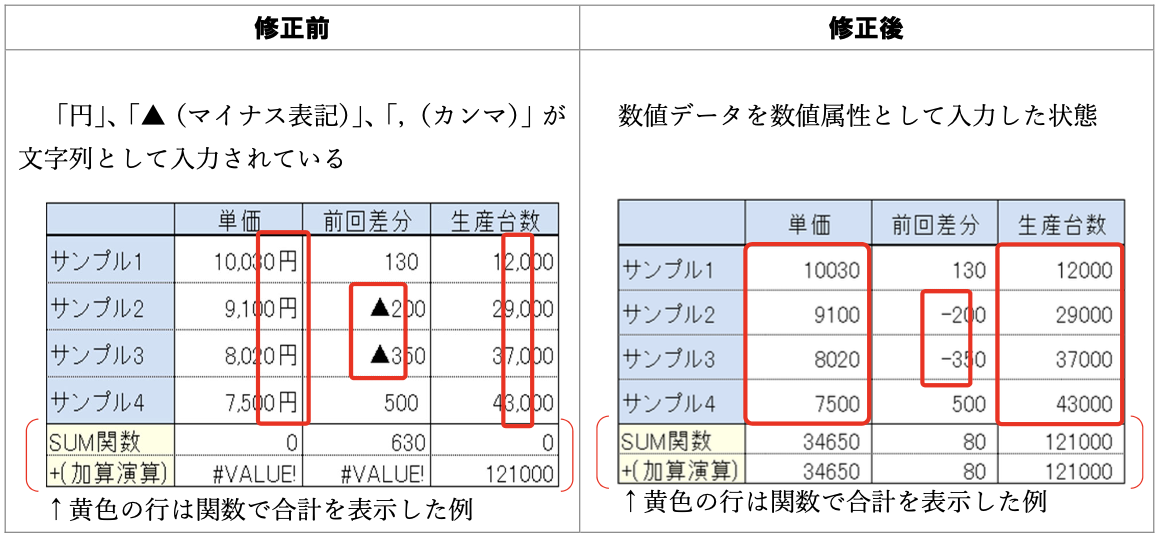 修正前
修正後
「円」、「▲（マイナス表記）」、「，（カンマ）」が
文字列として入力されている
単価 前回差分 生産台数
サンプル1 10,030円 130 12,000
サンプル2 9,100円 ▲200 29,000
サンプル3 8,020円 ▲350 37,000
サンプル4 7,500円 500 43,000
SUM関数 0 630 0
+(加算演算) #VALUE! #VALUE! 121000
↑黄色の行は関数で合計を表示した例
数値データを数値属性として入力した状態
単価 前回差分 生産台数
サンプル1 10030 130 12000
サンプル2 9100 -200 29000
サンプル3 8020 -350 37000
サンプル4 7500 500 43000
SUM関数 34650 80 121000
+(加算演算) 34650 80 121000
↑黄色の行は関数で合計を表示した例